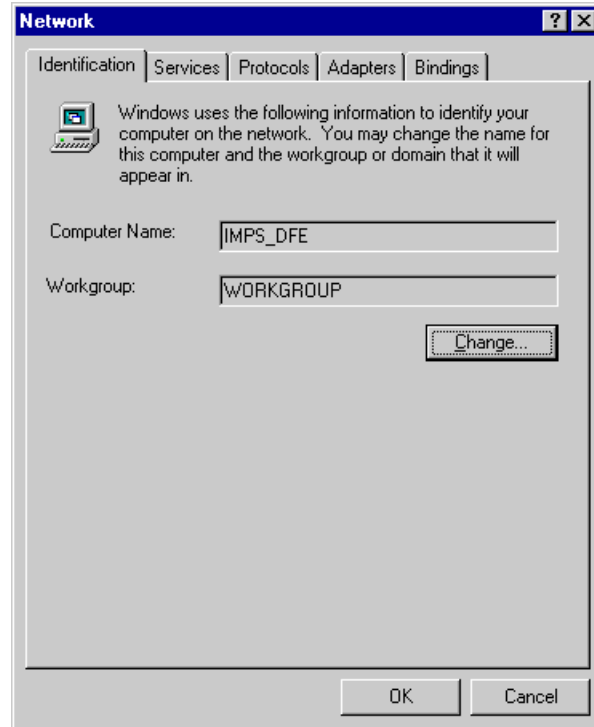 Network
Identification Services Protocols Adapters Bindings
Windows uses the following information to identify your
computer on the network.  You may change the name for
this computer and the workgroup or domain that it will
appear in.
Computer Name: IMPS_DFE
Workgroup: WORKGROUP
Change...
OK Cancel